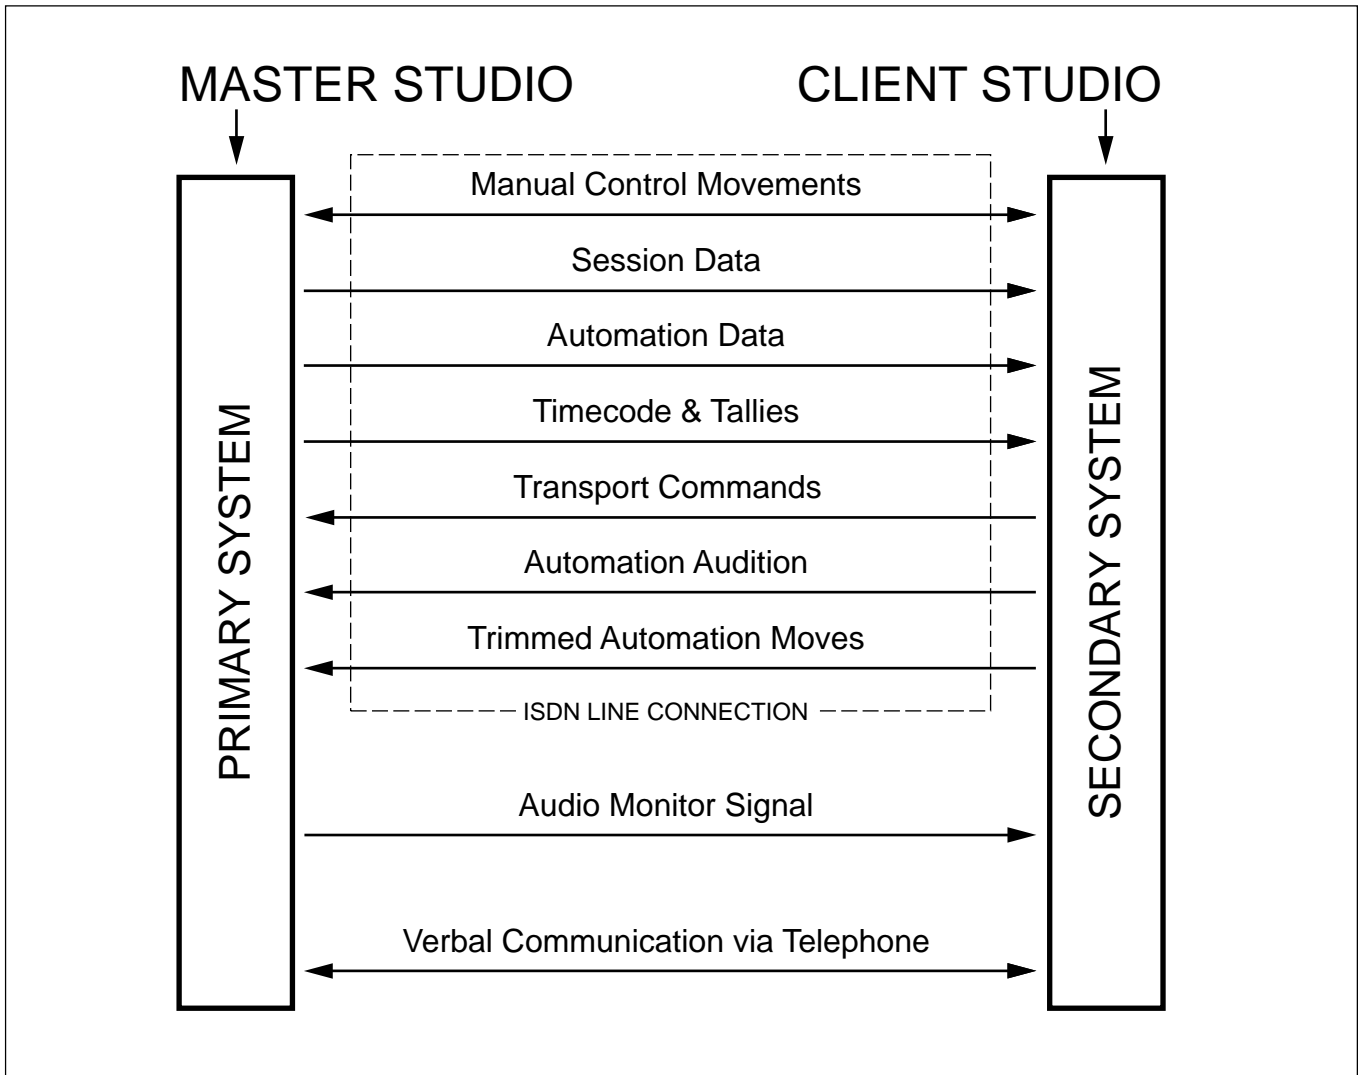 MASTER STUDIO
CLIENT STUDIO
Manual Control Movements
Session Data
Automation Data
Timecode & Tallies
Transport Commands
Automation Audition
Trimmed Automation Moves
ISDN LINE CONNECTION
Audio Monitor Signal
Verbal Communication via Telephone
PRIMARY SYSTEM
SECONDARY SYSTEM